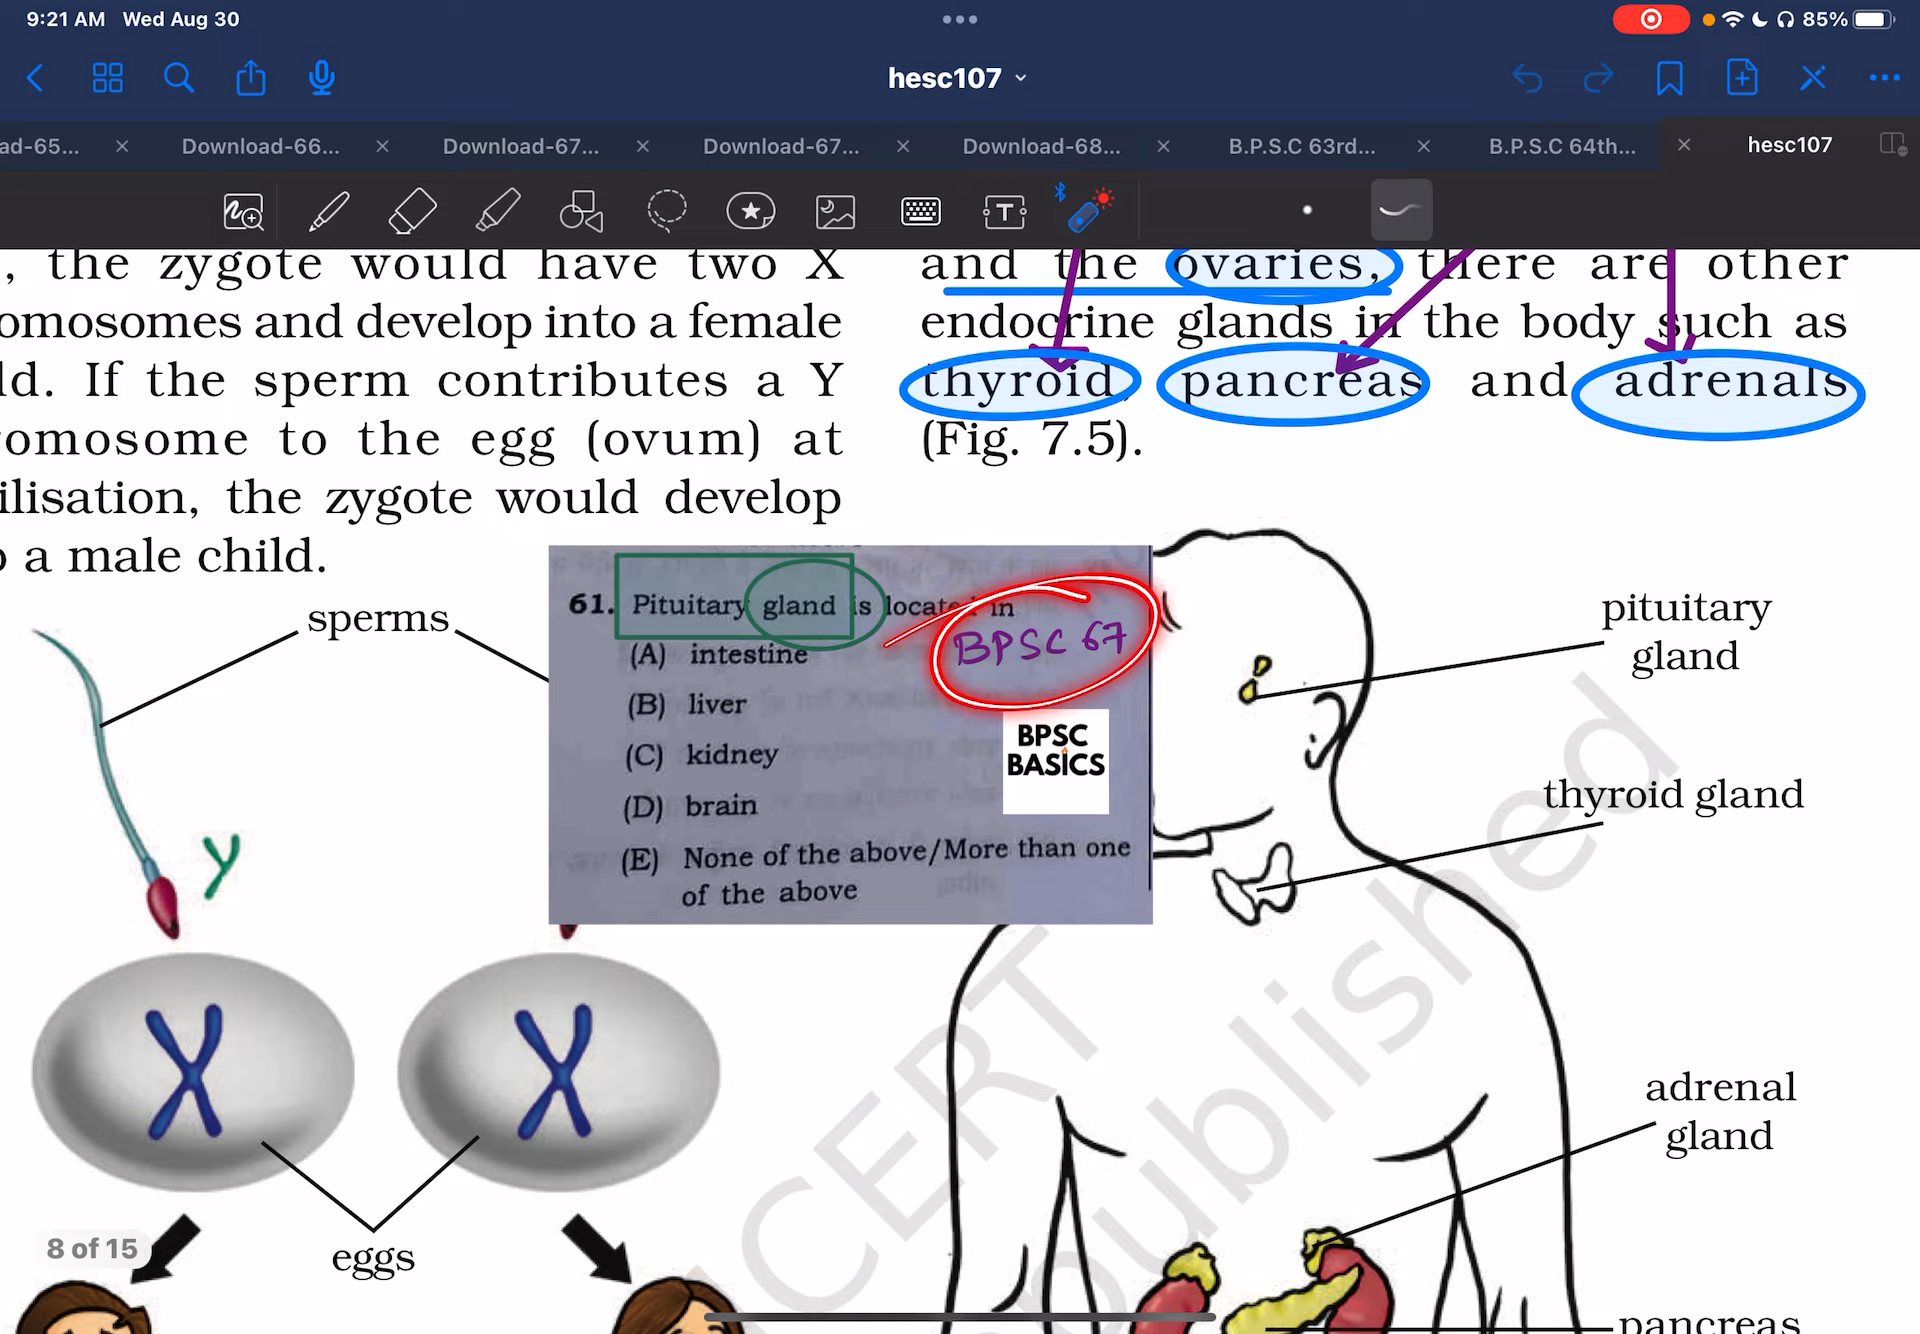 9:21 AM Wed Aug 30
85%
hesc107
ad-65...
Download-66...
Download-67...
Download-67...
Download-68...
B.P.S.C 63rd...
B.P.S.C 64th...
hesc107
, the zygote would have two X
omosomes and develop into a female
ld. If the sperm contributes a Y
romosome to the egg (ovum) at
ilisation, the zygote would develop
o a male child.
and the ovaries, there are other
endocrine glands in the body such as
thyroid, pancreas and adrenals
(Fig. 7.5).
sperms
Y
61. Pituitary gland is located in
(A) intestine
(B) liver
(C) kidney
(D) brain
(E) None of the above/More than one
of the above
BPSC 67
BPSC
BASICS
pituitary
gland
thyroid gland
adrenal
gland
pancreas
X
X
eggs
8 of 15
CERT
published